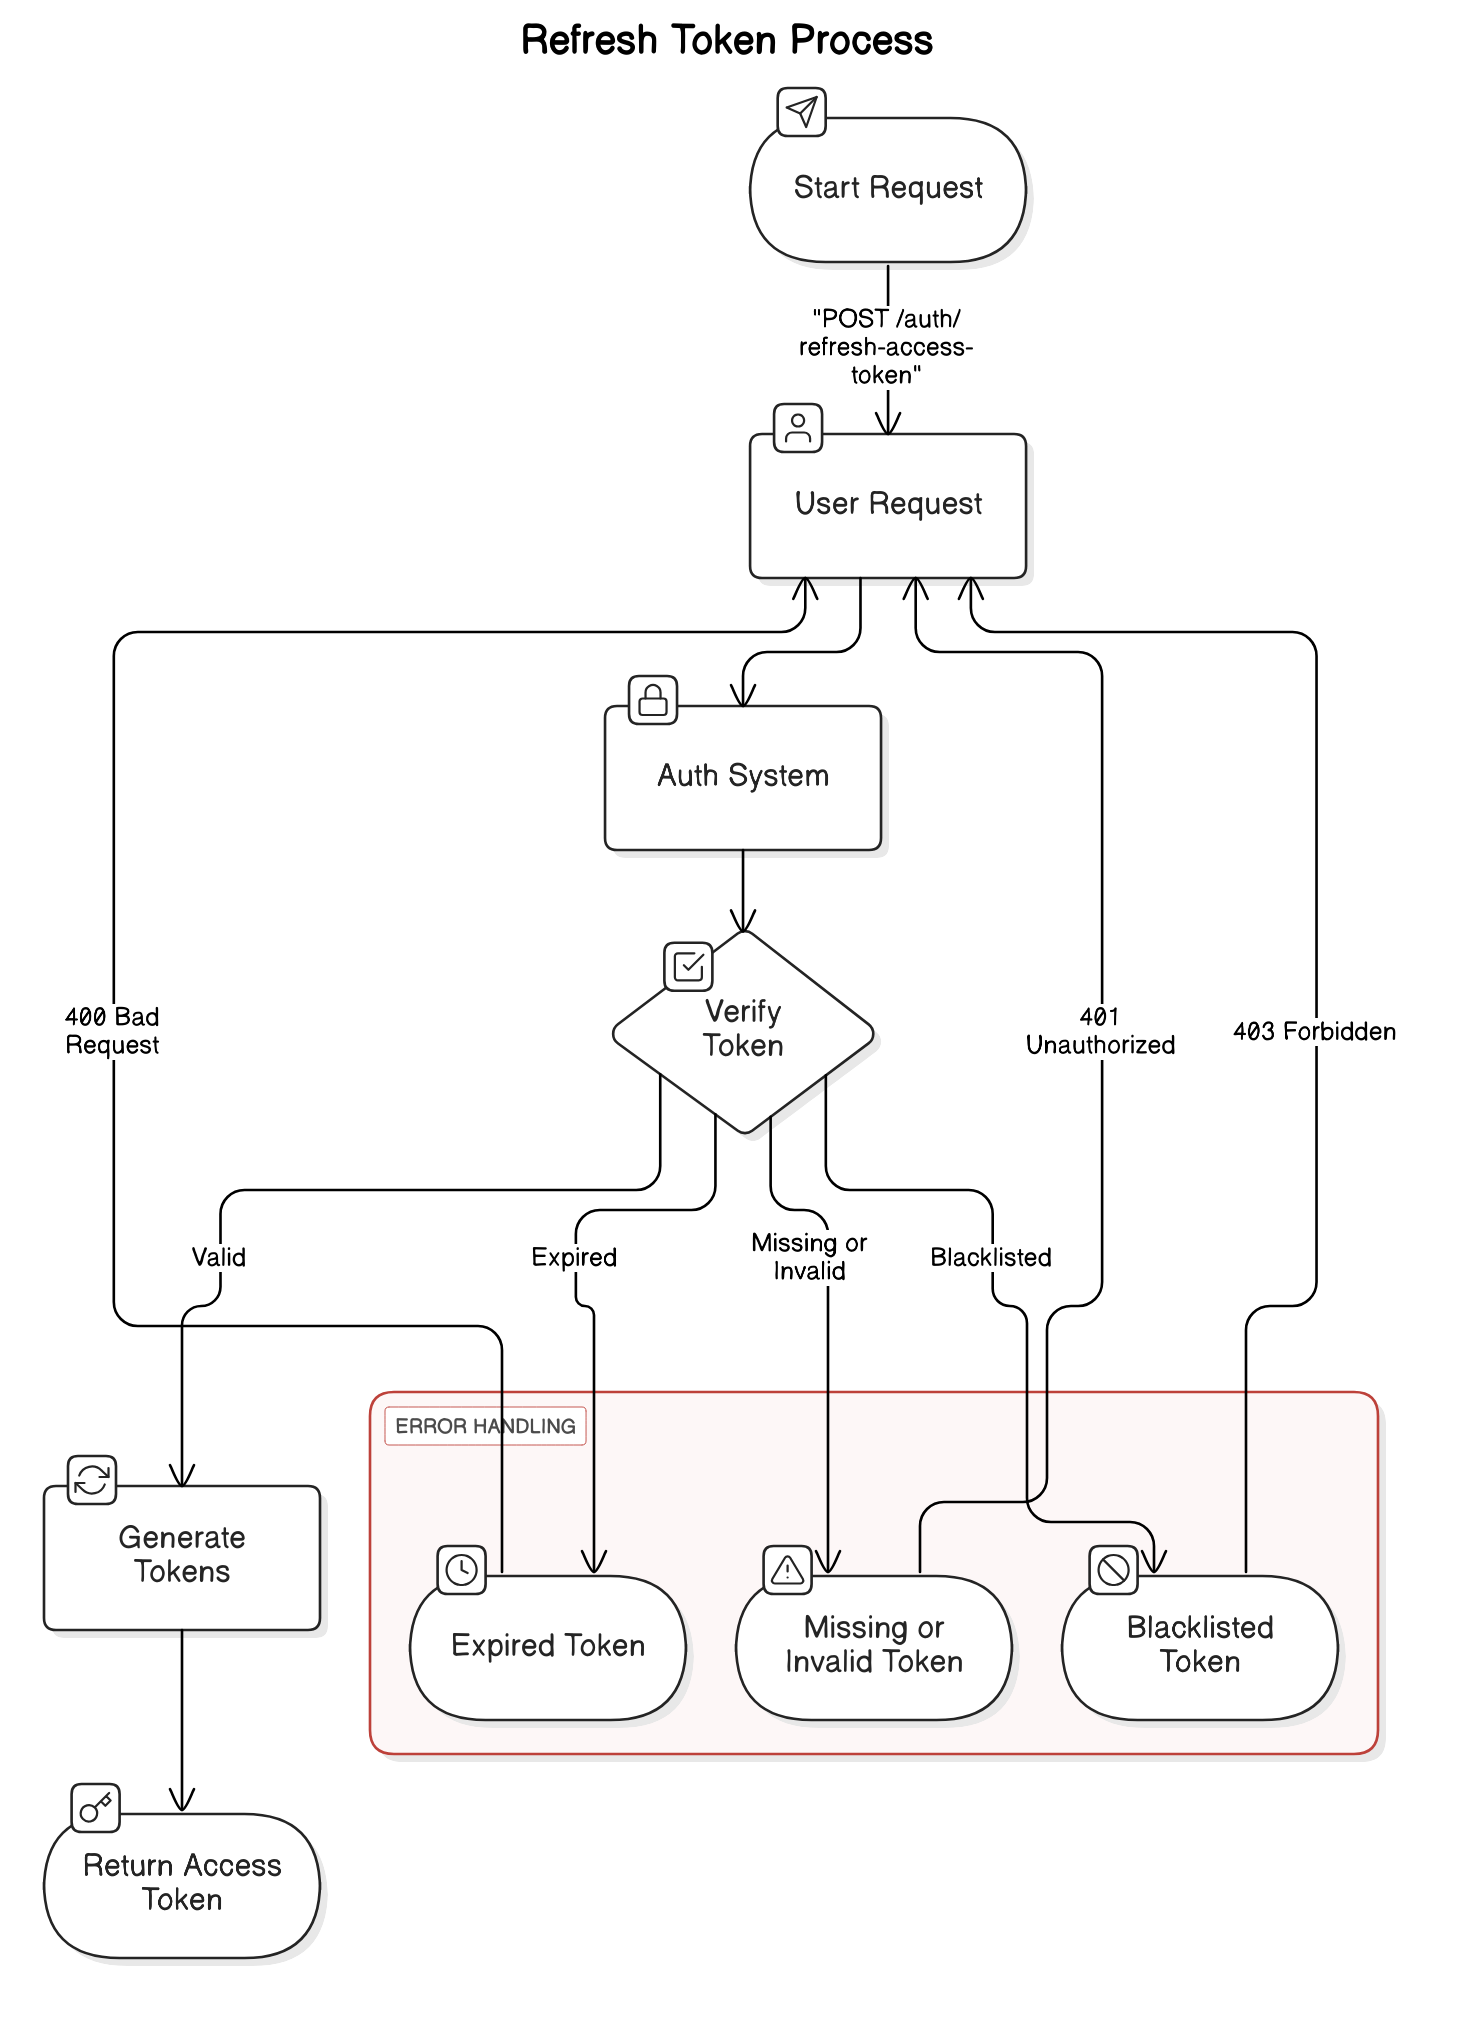 Refresh Token Process
Start Request
"POST /auth/
refresh-access-
token"
User Request
Auth System
Verify
Token
400 Bad
Request
401
Unauthorized
403 Forbidden
Valid
Expired
Missing or
Invalid
Blacklisted
ERROR HANDLING
Generate
Tokens
Expired Token
Missing or
Invalid Token
Blacklisted
Token
Return Access
Token